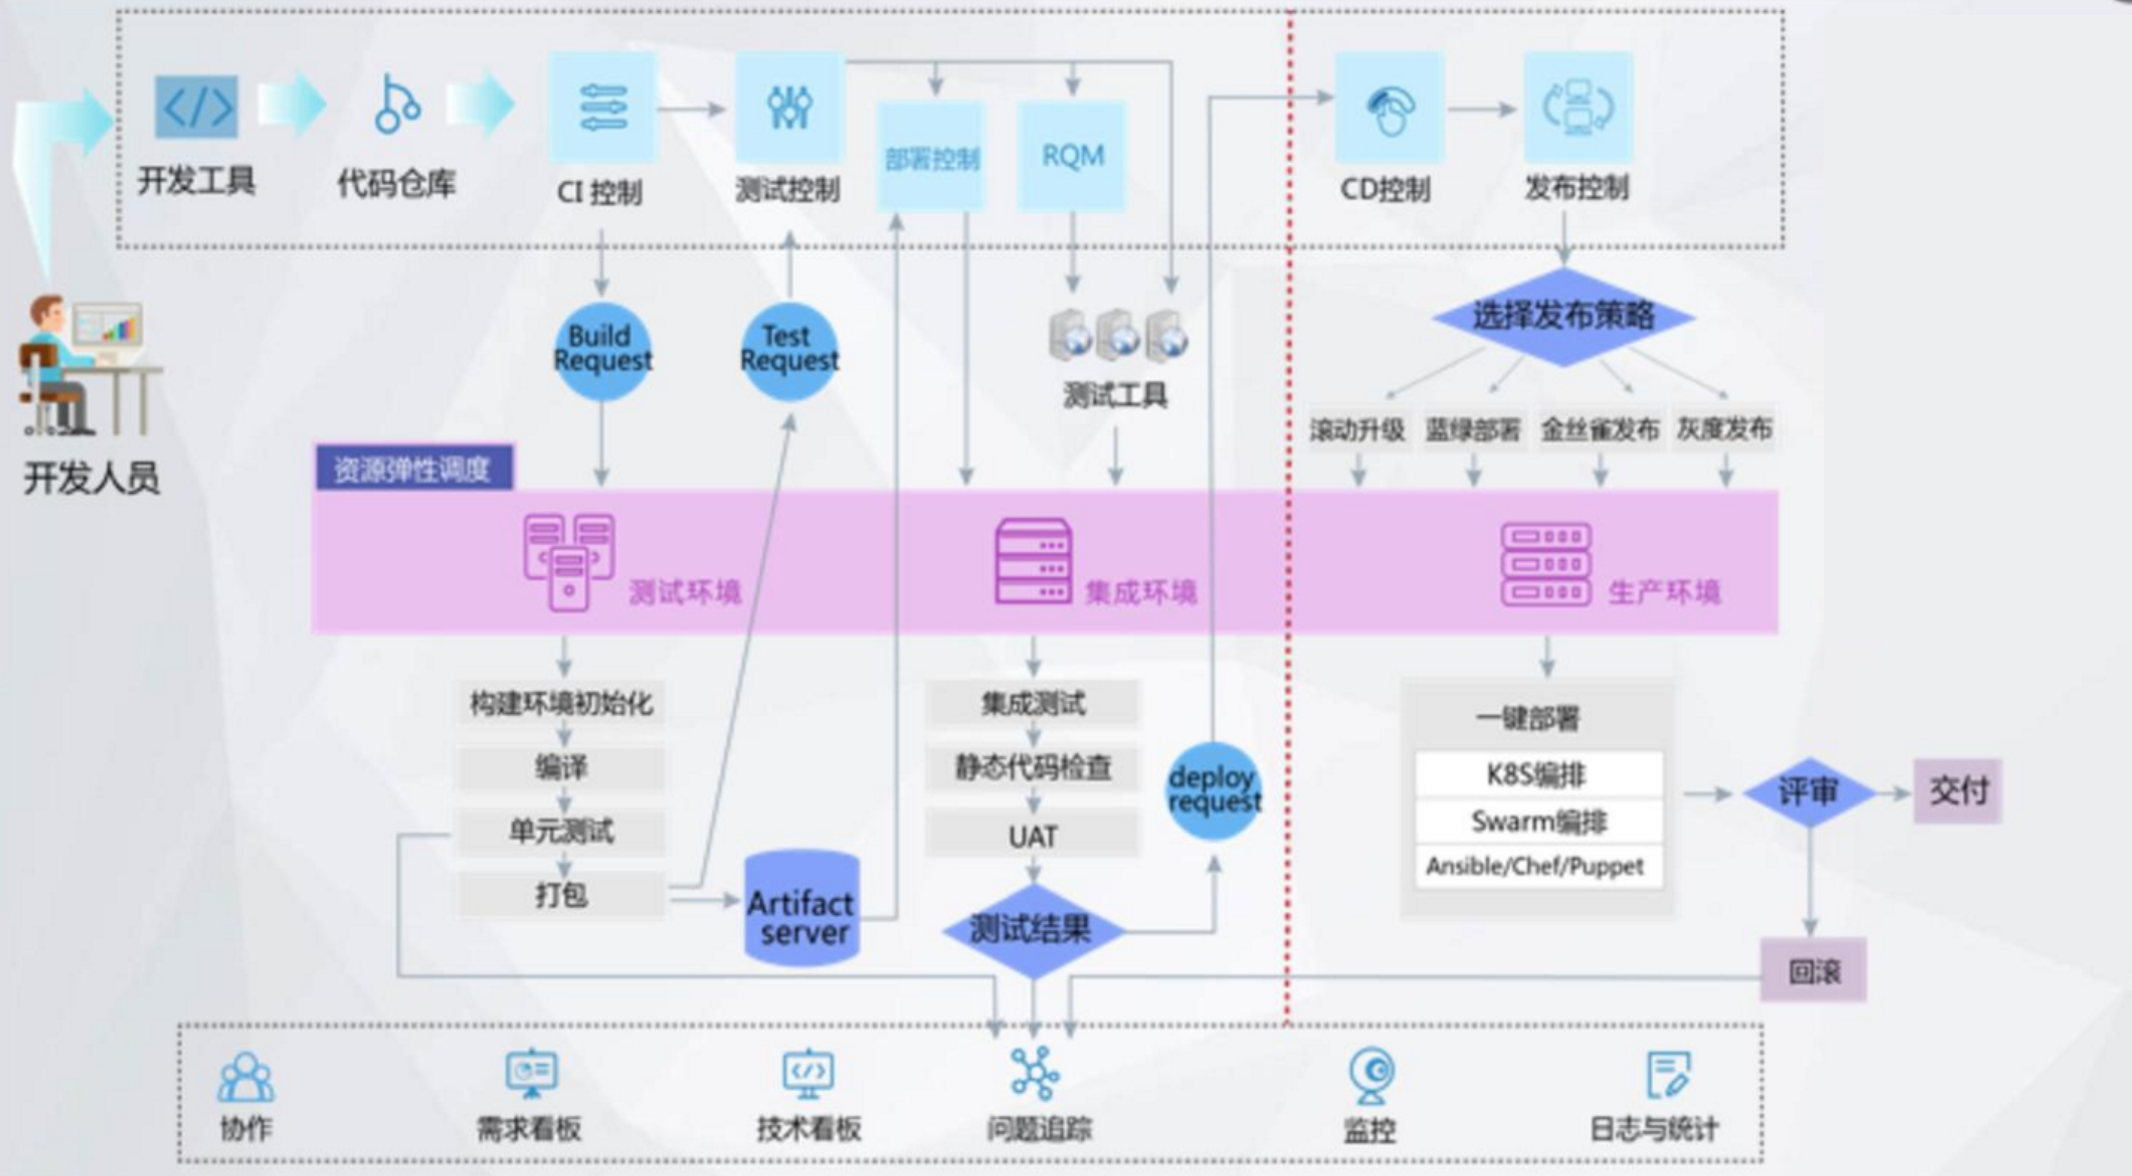 开发工具
代码仓库
CI 控制
测试控制
部署控制
RQM
CD控制
发布控制
开发人员
Build
Request
Test
Request
测试工具
选择发布策略
滚动升级
蓝绿部署
金丝雀发布
灰度发布
资源弹性调度
测试环境
集成环境
生产环境
构建环境初始化
编译
单元测试
打包
Artifact
server
集成测试
静态代码检查
UAT
测试结果
deploy
request
一键部署
K8S编排
Swarm编排
Ansible/Chef/Puppet
评审
交付
回滚
协作
需求看板
技术看板
问题追踪
监控
日志与统计